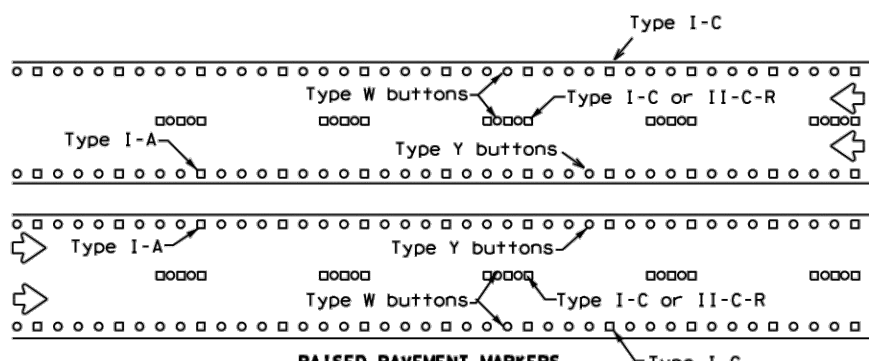 Type I-C
Type W buttons
Type I-C or II-C-R
Type I-A
Type Y buttons
Type I-A
Type Y buttons
Type W buttons
Type I-C or II-C-R
RAISED PAVEMENT MARKERS
Type I-C